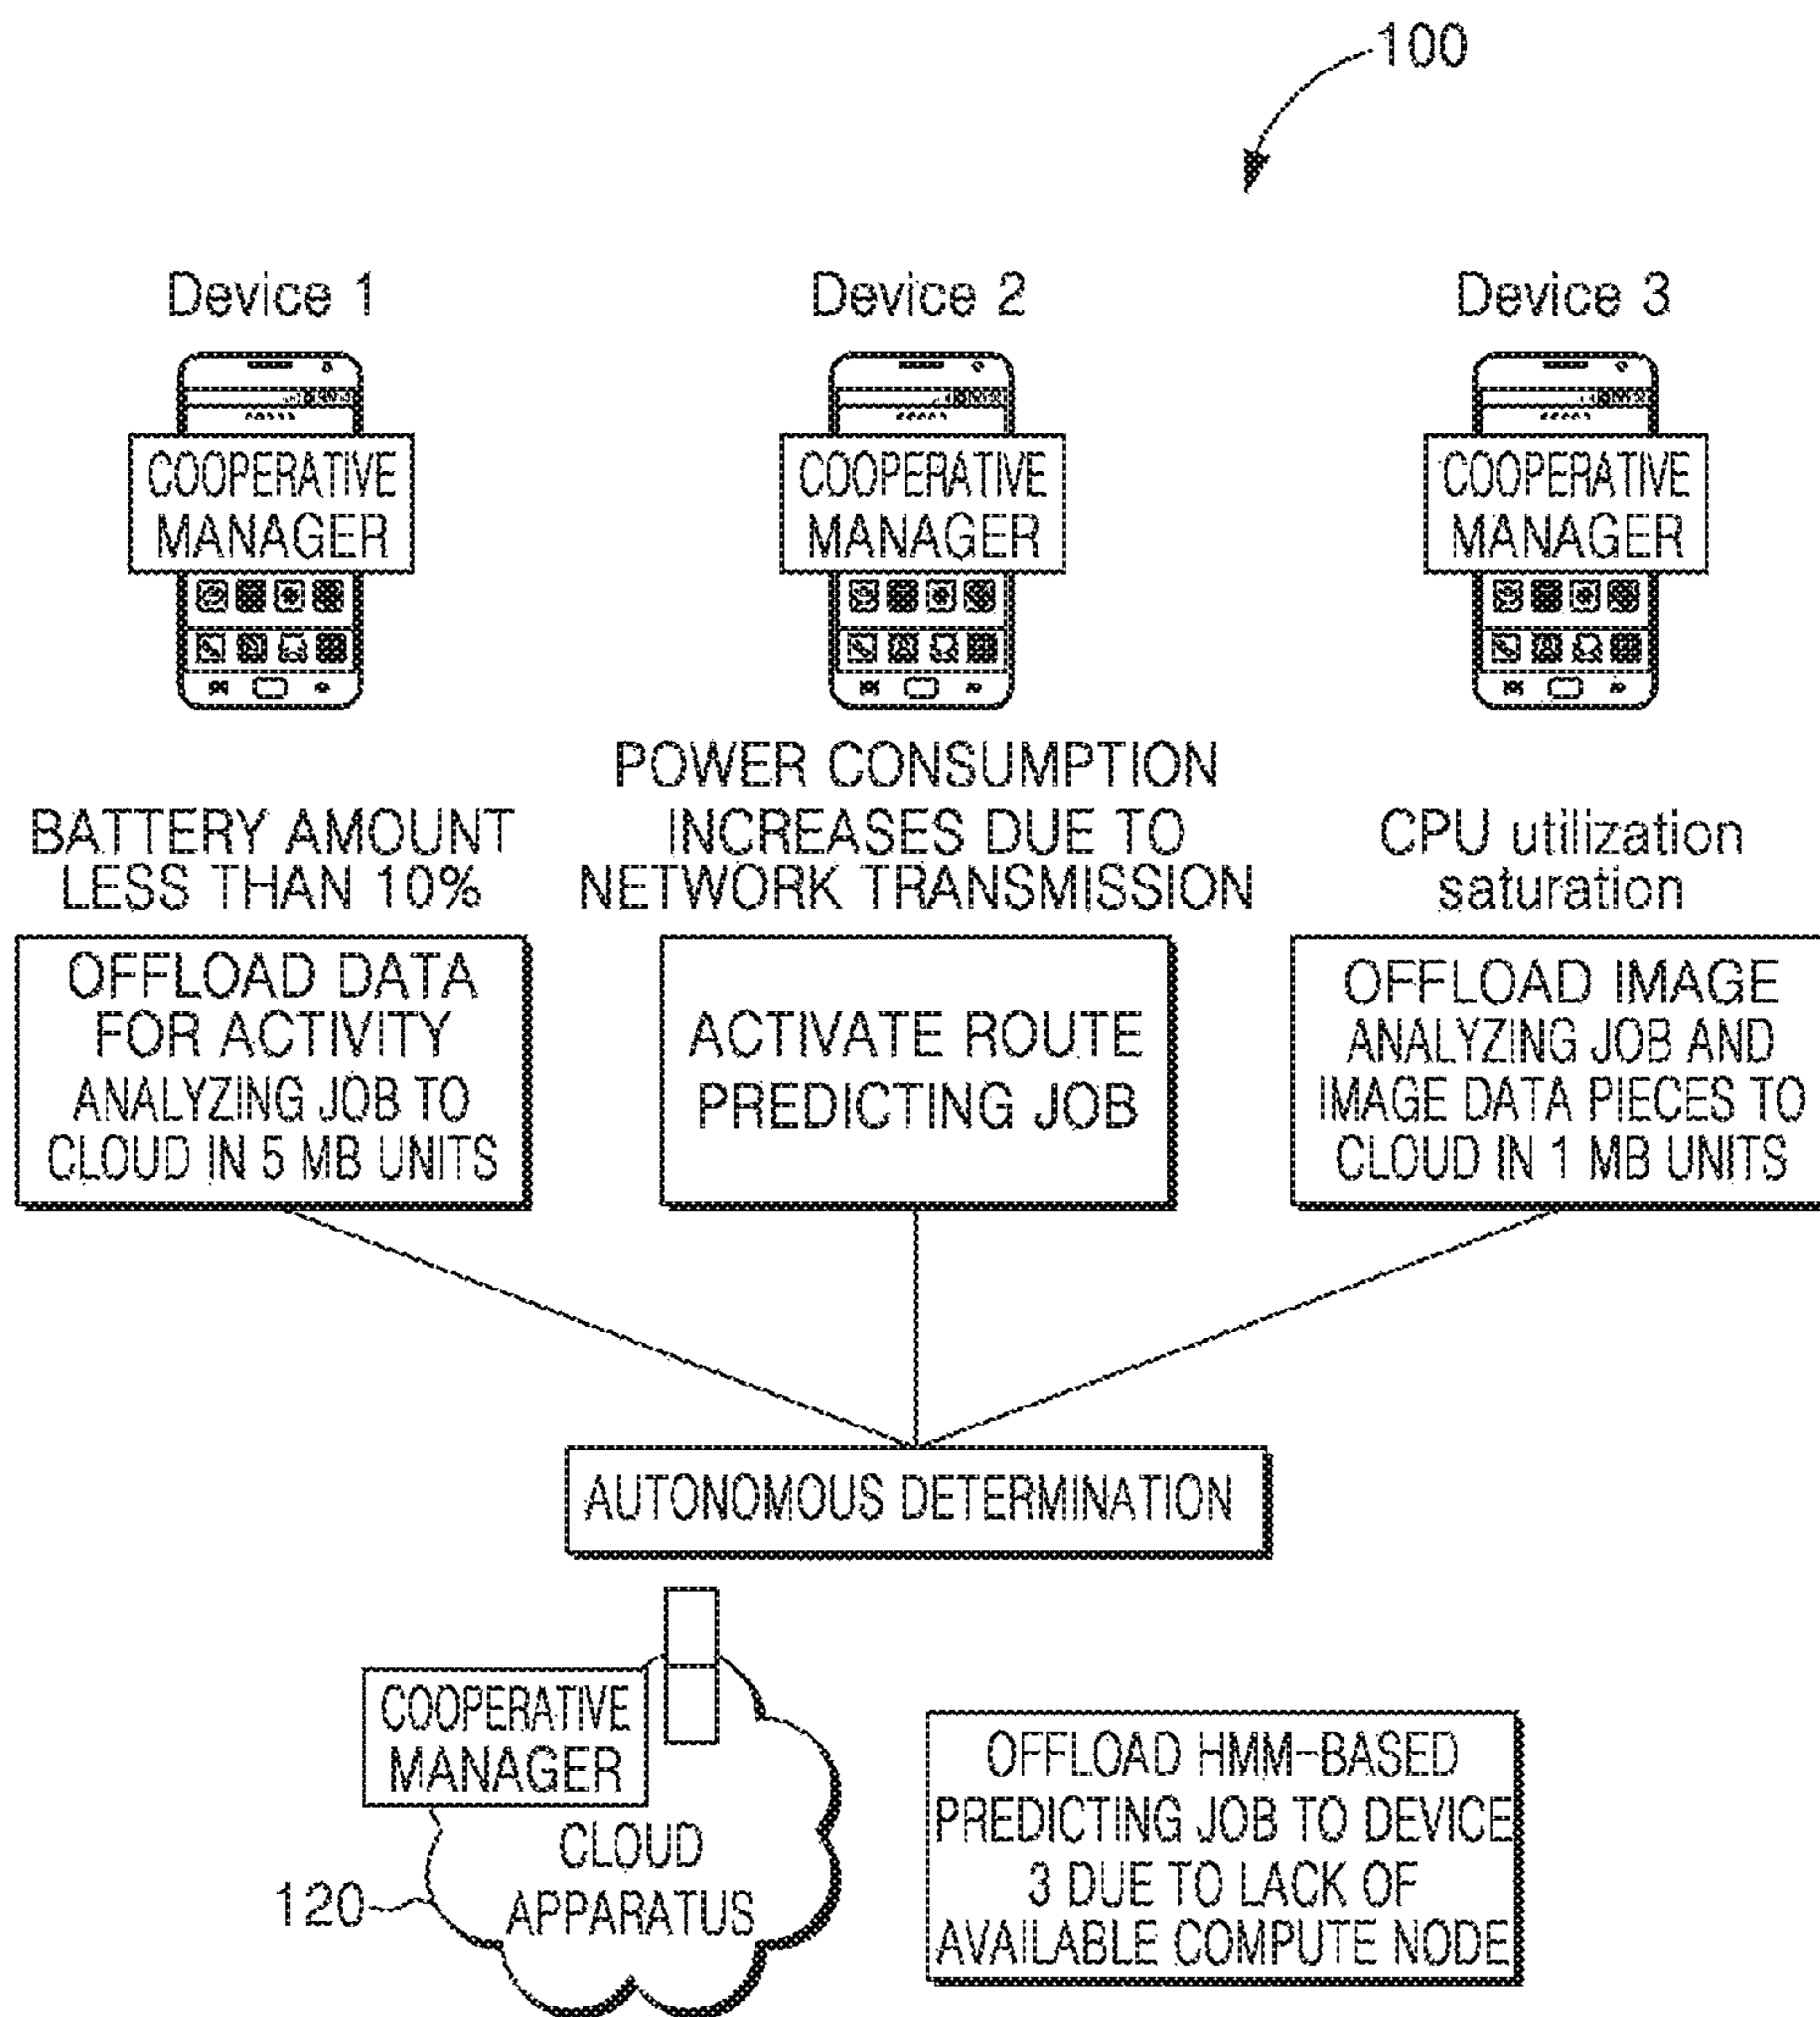 100
Device 1
Device 2
Device 3
COOPERATIVE
MANAGER
COOPERATIVE
MANAGER
COOPERATIVE
MANAGER
BATTERY AMOUNT
LESS THAN 10%
POWER CONSUMPTION
INCREASES DUE TO
NETWORK TRANSMISSION
CPU utilization
saturation
OFFLOAD DATA
FOR ACTIVITY
ANALYZING JOB TO
CLOUD IN 5 MB UNITS
ACTIVATE ROUTE
PREDICTING JOB
OFFLOAD IMAGE
ANALYZING JOB AND
IMAGE DATA PIECES TO
CLOUD IN 1 MB UNITS
AUTONOMOUS DETERMINATION
COOPERATIVE
MANAGER
CLOUD
APPARATUS
120
OFFLOAD HMM-BASED
PREDICTING JOB TO DEVICE
3 DUE TO LACK OF
AVAILABLE COMPUTE NODE